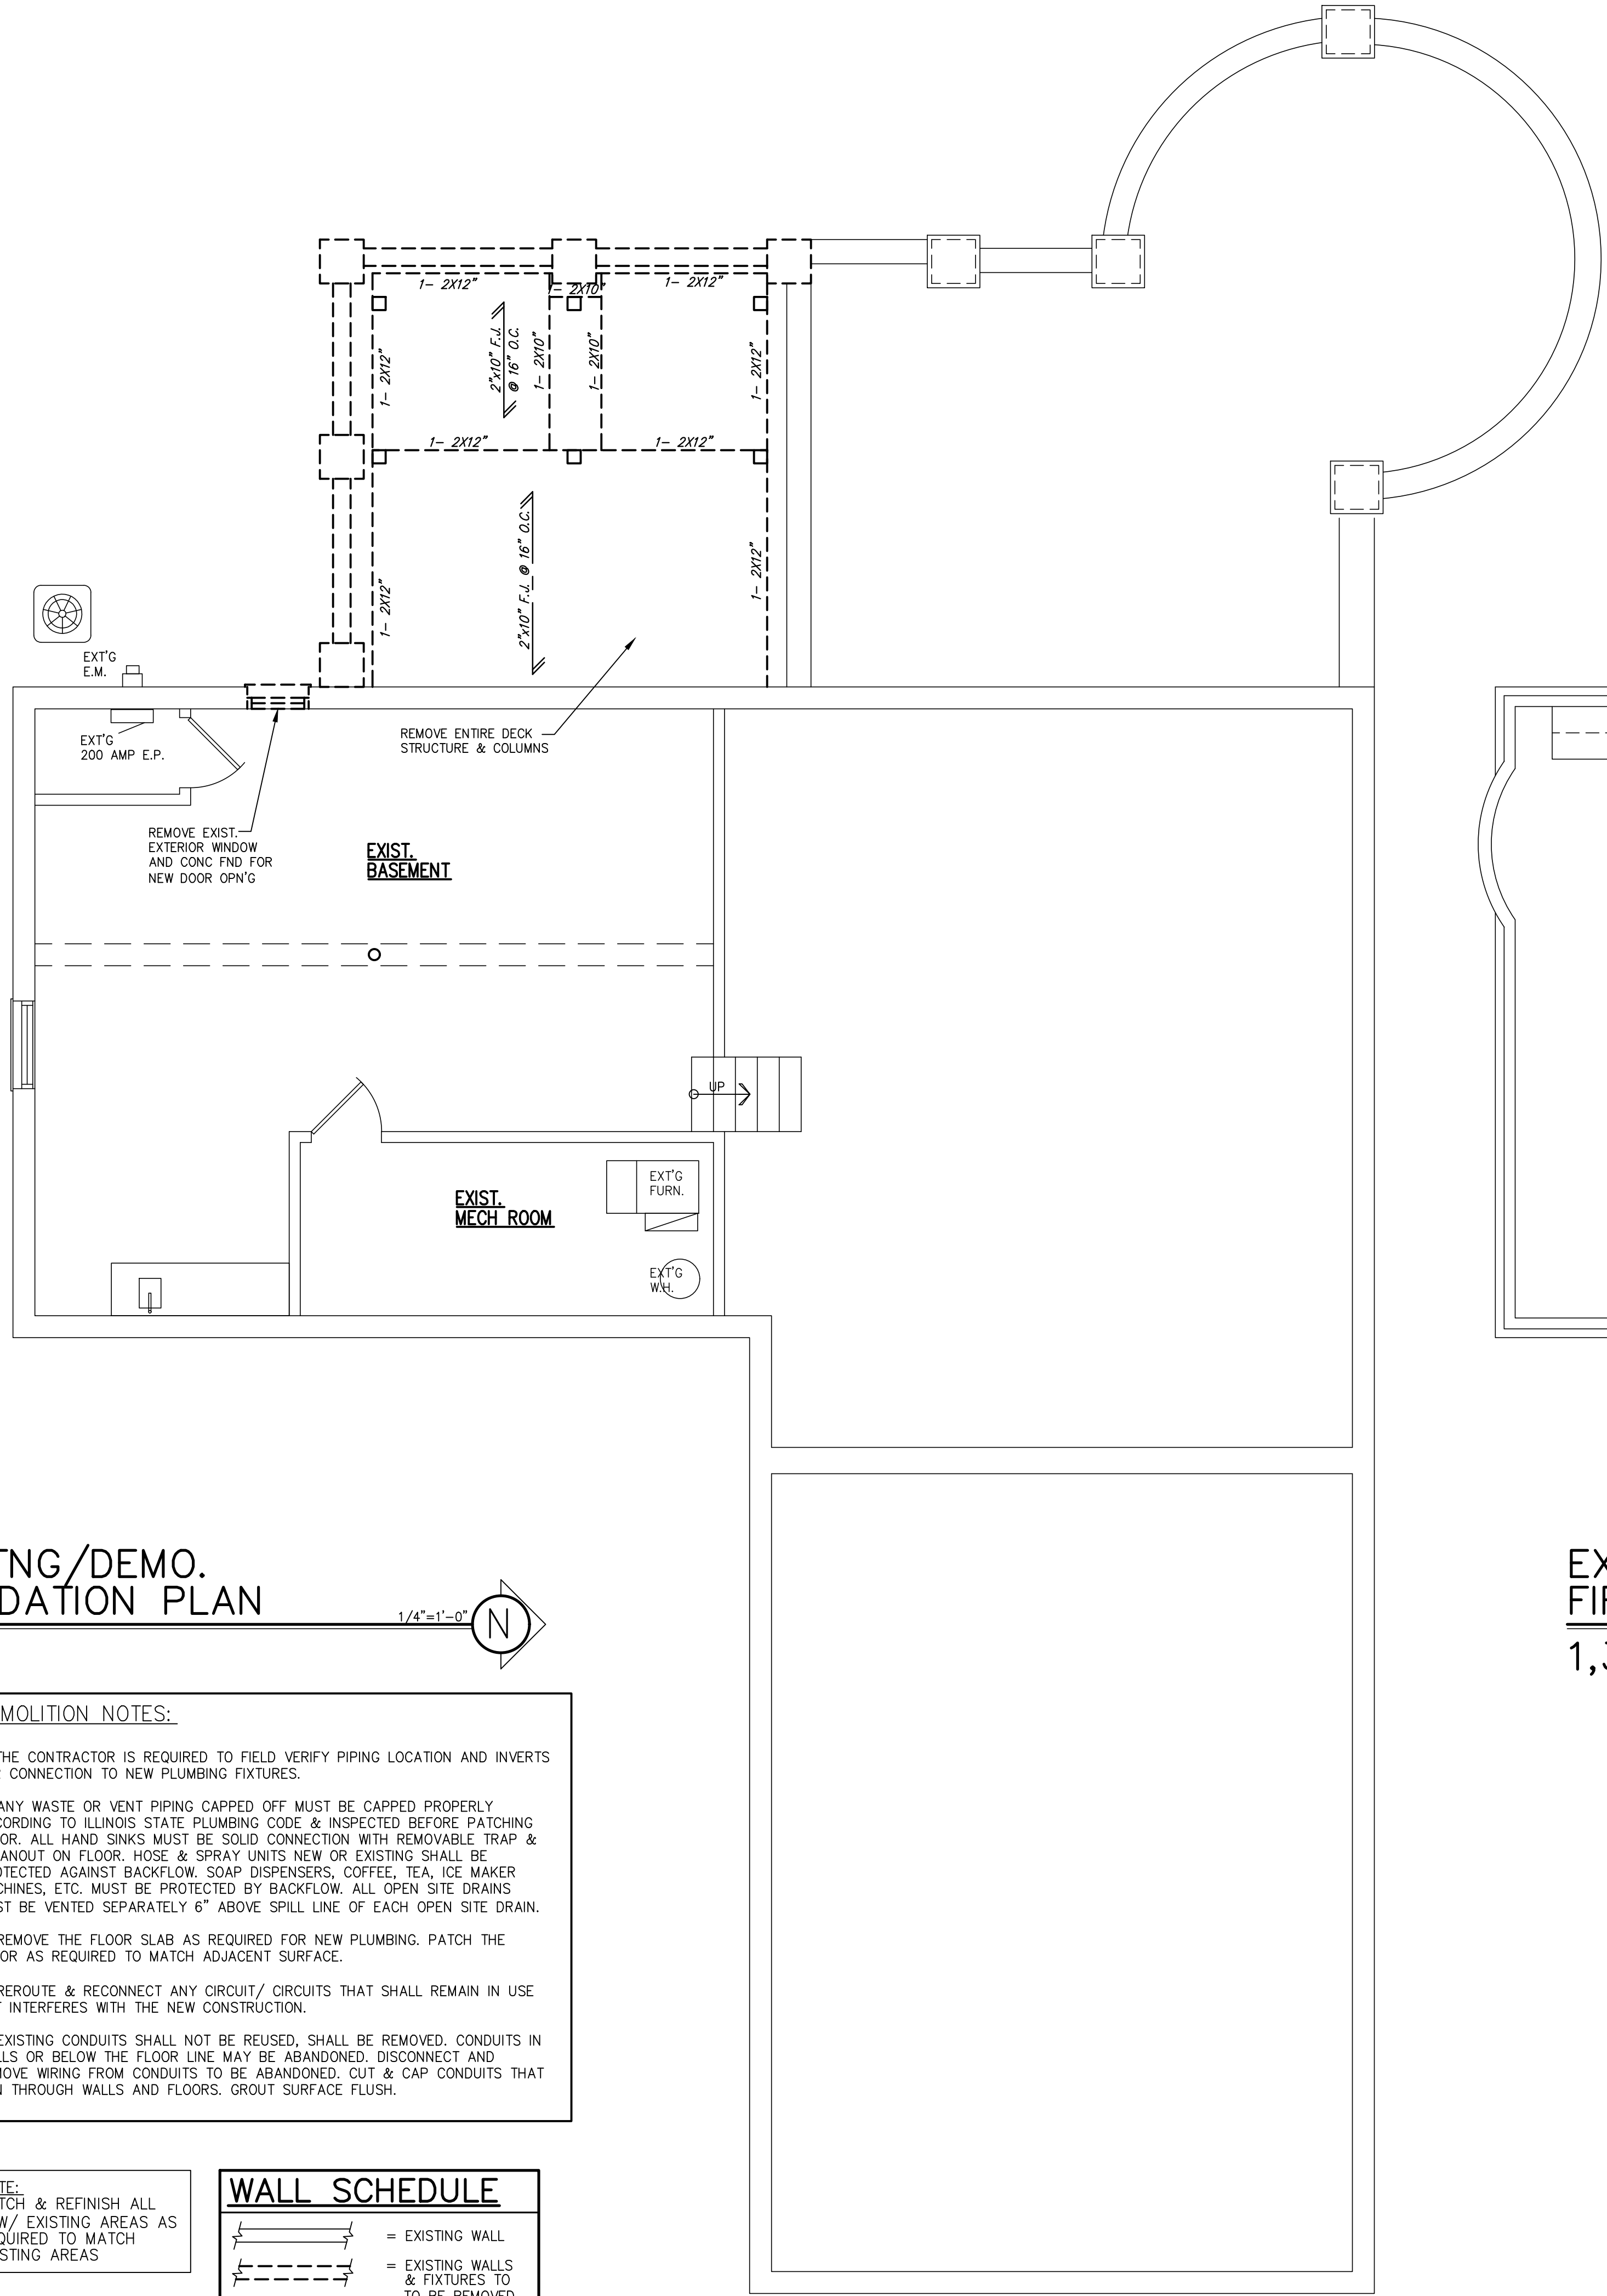 1- 2X12"
1- 2X10"
1- 2X12"
1- 2X12"
2"x10" F.J.
@ 16" O.C.
1- 2X10"
1- 2X10"
1- 2X12"
1- 2X12"
1- 2X12"
1- 2X12"
2"x10" F.J. @ 16" O.C.
1- 2X12"
EXT'G
E.M.
EXT'G
200 AMP E.P.
REMOVE ENTIRE DECK
STRUCTURE & COLUMNS
REMOVE EXIST.
EXTERIOR WINDOW
AND CONC FND FOR
NEW DOOR OPN'G
EXIST.
BASEMENT
UP
EXT'G
FURN.
EXIST.
MECH ROOM
EXT'G
W.H.
TNG/DEMO.
DATION PLAN
1/4"=1'-0"
N
EX
FIR
1,3
MOLITION NOTES:
THE CONTRACTOR IS REQUIRED TO FIELD VERIFY PIPING LOCATION AND INVERTS
CONNECTION TO NEW PLUMBING FIXTURES.
ANY WASTE OR VENT PIPING CAPPED OFF MUST BE CAPPED PROPERLY
CORDING TO ILLINOIS STATE PLUMBING CODE & INSPECTED BEFORE PATCHING
OR. ALL HAND SINKS MUST BE SOLID CONNECTION WITH REMOVABLE TRAP &
ANOUT ON FLOOR. HOSE & SPRAY UNITS NEW OR EXISTING SHALL BE
OTECTED AGAINST BACKFLOW. SOAP DISPENSERS, COFFEE, TEA, ICE MAKER
CHINES, ETC. MUST BE PROTECTED BY BACKFLOW. ALL OPEN SITE DRAINS
ST BE VENTED SEPARATELY 6" ABOVE SPILL LINE OF EACH OPEN SITE DRAIN.
REMOVE THE FLOOR SLAB AS REQUIRED FOR NEW PLUMBING. PATCH THE
OR AS REQUIRED TO MATCH ADJACENT SURFACE.
REROUTE & RECONNECT ANY CIRCUIT/ CIRCUITS THAT SHALL REMAIN IN USE
T INTERFERES WITH THE NEW CONSTRUCTION.
EXISTING CONDUITS SHALL NOT BE REUSED, SHALL BE REMOVED. CONDUITS IN
LLS OR BELOW THE FLOOR LINE MAY BE ABANDONED. DISCONNECT AND
MOVE WIRING FROM CONDUITS TO BE ABANDONED. CUT & CAP CONDUITS THAT
N THROUGH WALLS AND FLOORS. GROUT SURFACE FLUSH.
TE:
TCH & REFINISH ALL
W/ EXISTING AREAS AS
QUIRED TO MATCH
STING AREAS
WALL SCHEDULE
= EXISTING WALL
= EXISTING WALLS
& FIXTURES TO
TO BE REMOVED